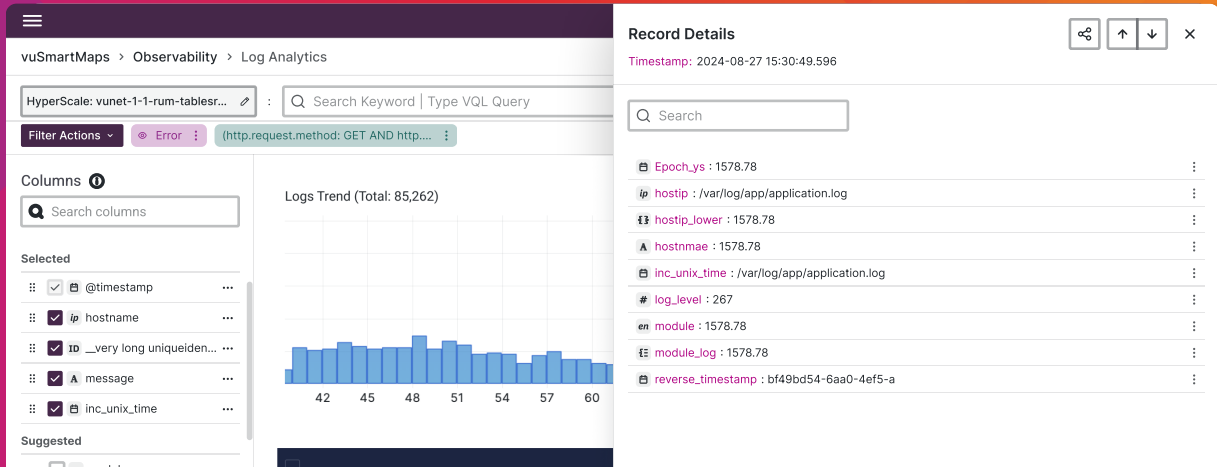 vuSmartMaps > Observability > Log Analytics
HyperScale: vunet-1-1-rum-tablesr... : Search Keyword | Type VQL Query
Filter Actions Error (http.request.method: GET AND http....
Columns
Search columns
Selected
@timestamp
ip hostname
ID __very long uniqueiden...
A message
inc_unix_time
Suggested
Logs Trend (Total: 85,262)
42 45 48 51 54 57 60
Record Details
Timestamp: 2024-08-27 15:30:49.596
Search
Epoch_ys : 1578.78
ip hostip : /var/log/app/application.log
hostip_lower : 1578.78
A hostnmae : 1578.78
inc_unix_time : /var/log/app/application.log
# log_level : 267
en module : 1578.78
module_log : 1578.78
reverse_timestamp : bf49bd54-6aa0-4ef5-a